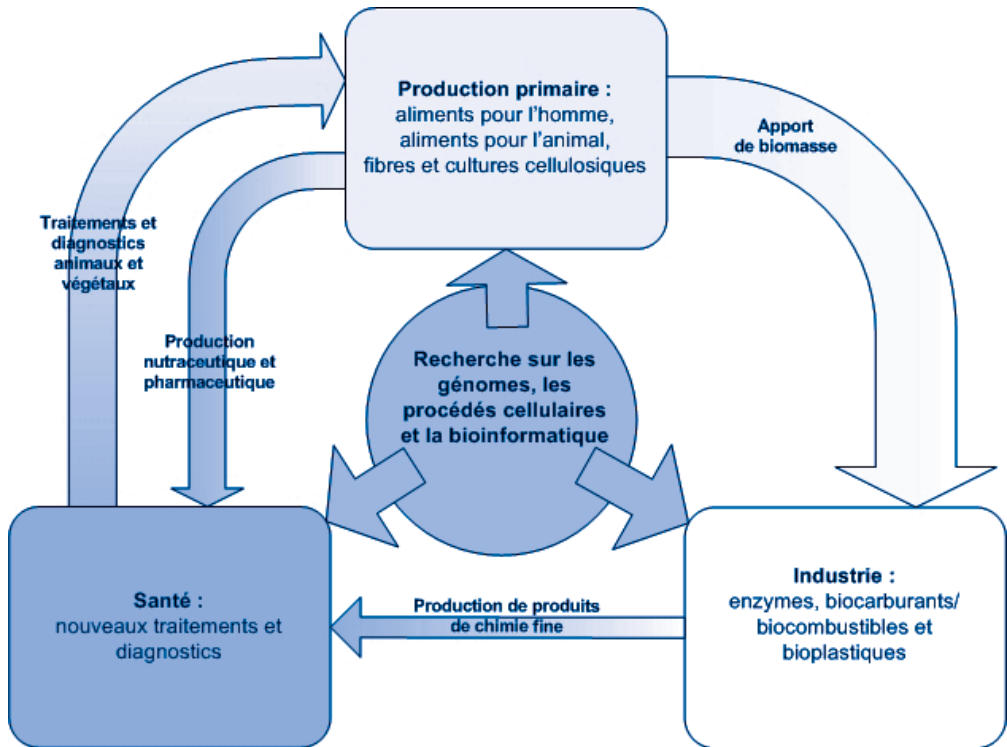 Production primaire :
aliments pour l'homme,
aliments pour l'animal,
fibres et cultures cellulosiques
Apport
de biomasse
Traitements et
diagnostics
animaux et
végétaux
Production
nutraceutique et
pharmaceutique
Recherche sur les
génomes, les
procédés cellulaires
et la bioinformatique
Santé :
nouveaux traitements et
diagnostics
Production de produits
de chimie fine
Industrie :
enzymes, biocarburants/
biocombustibles et
bioplastiques